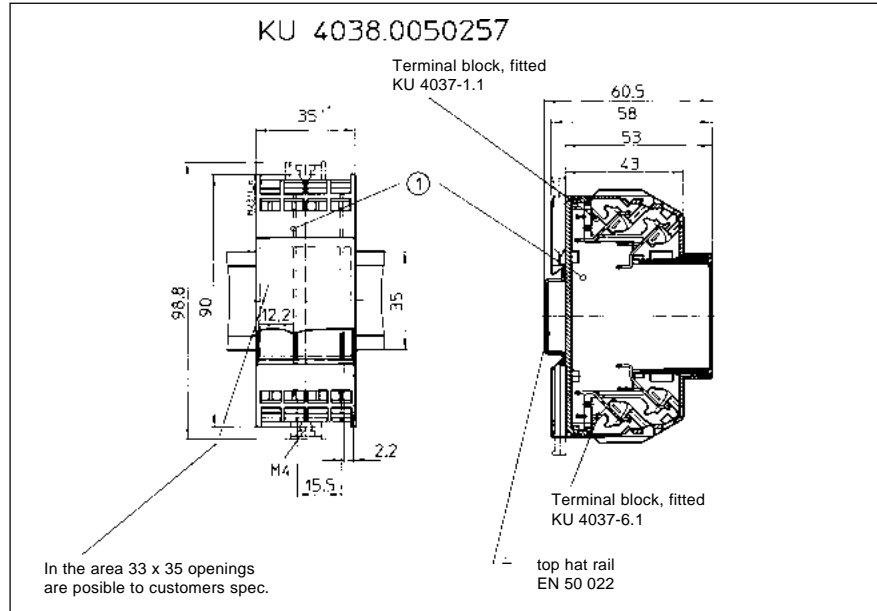 KU 4038.0050257
Terminal block, fitted
KU 4037-1.1
60.5
58
53
43
35
1
98.8
90
35
12.2
2.2
M4
15.5
Terminal block, fitted
KU 4037-6.1
In the area 33 x 35 openings
are posible to customers spec.
top hat rail
EN 50 022